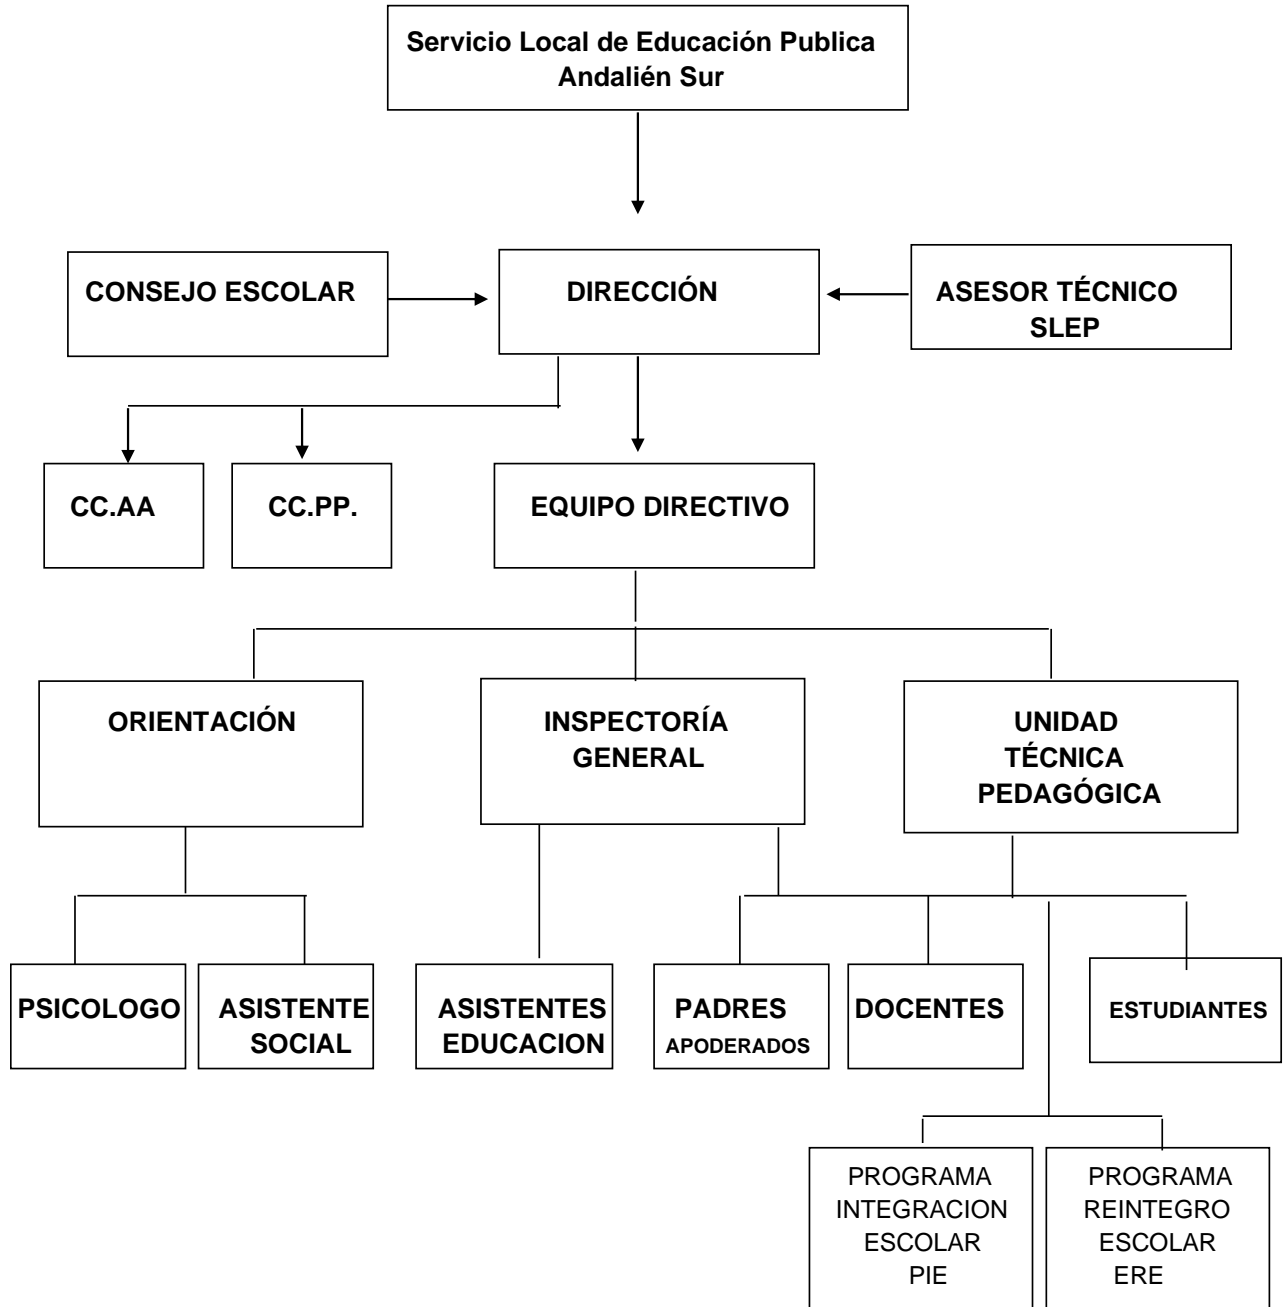 Servicio Local de Educación Publica
Andalién Sur
CONSEJO ESCOLAR
DIRECCIÓN
ASESOR TÉCNICO
SLEP
CC.AA
CC.PP.
EQUIPO DIRECTIVO
ORIENTACIÓN
INSPECTORÍA
GENERAL
UNIDAD
TÉCNICA
PEDAGÓGICA
PSICOLOGO
ASISTENTE
SOCIAL
ASISTENTES
EDUCACION
PADRES
APODERADOS
DOCENTES
ESTUDIANTES
PROGRAMA
INTEGRACION
ESCOLAR
PIE
PROGRAMA
REINTEGRO
ESCOLAR
ERE